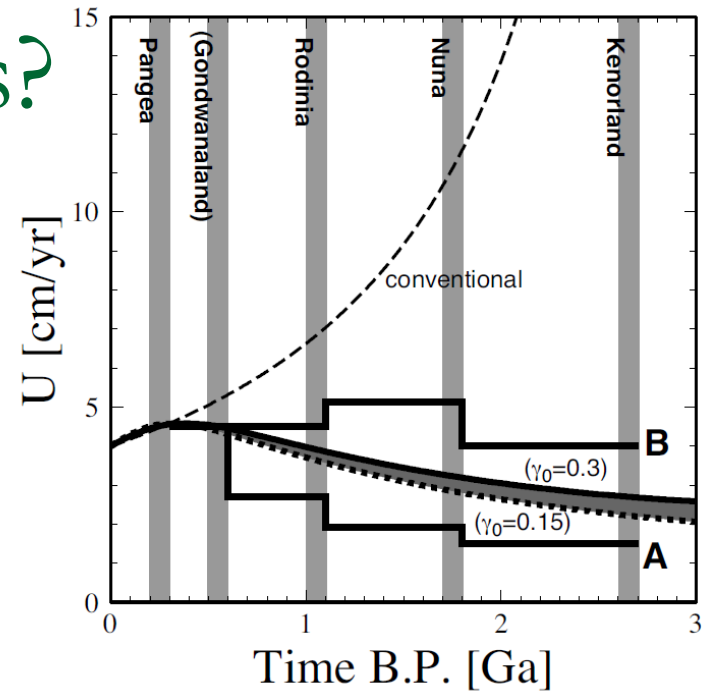 s?
15
10
5
0
U [cm/yr]
Pangea
(Gondwanaland)
Rodinia
Nuna
Kenorland
conventional
B
(γ₀=0.3)
(γ₀=0.15)
A
0
1
2
3
Time B.P. [Ga]